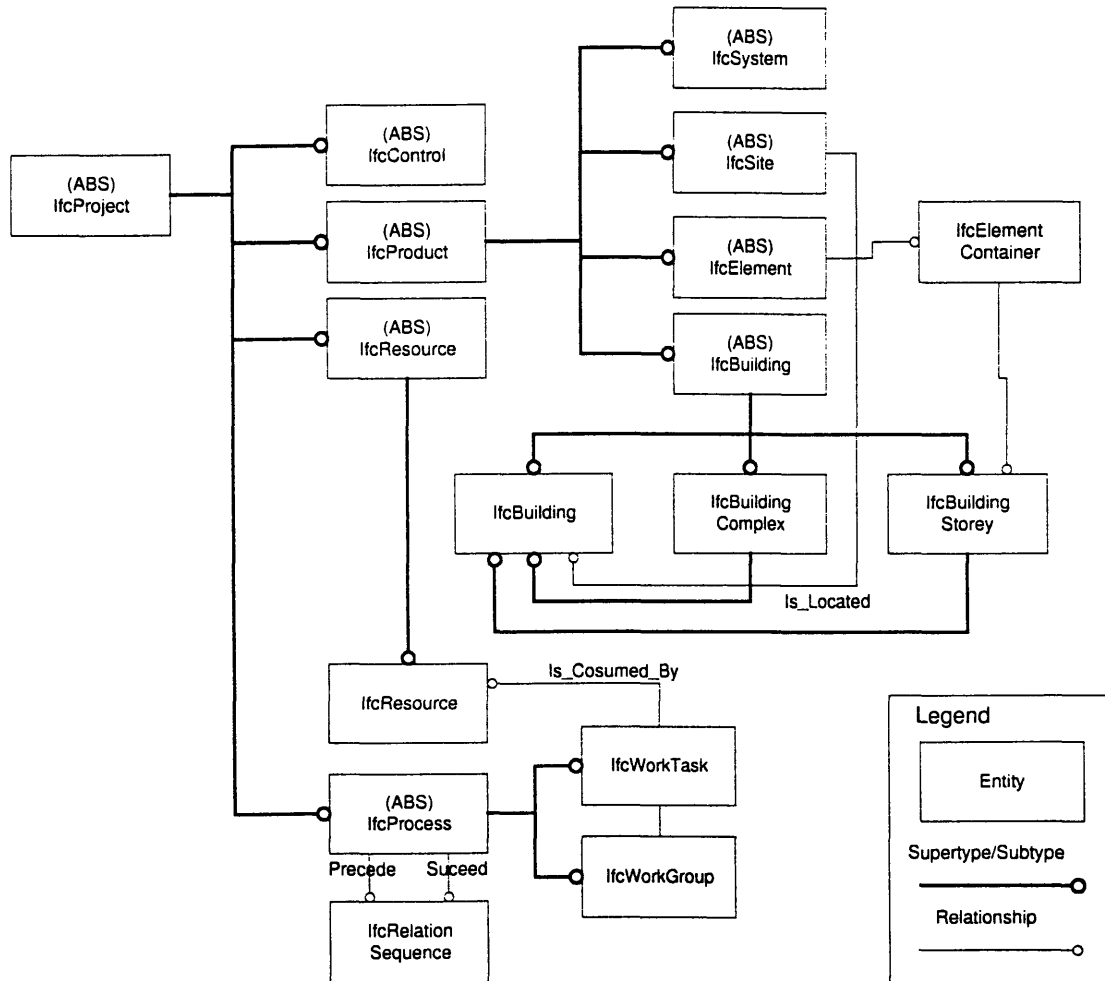 (ABS)
IfcSystem
(ABS)
IfcControl
(ABS)
IfcSite
(ABS)
IfcProject
(ABS)
IfcProduct
(ABS)
IfcElement
IfcElement
Container
(ABS)
IfcResource
(ABS)
IfcBuilding
IfcBuilding
IfcBuilding
Complex
IfcBuilding
Storey
Is_Located
Is_Cosumed_By
IfcResource
IfcWorkTask
(ABS)
IfcProcess
Precede
Suceed
IfcWorkGroup
IfcRelation
Sequence
Legend
Entity
Supertype/Subtype
Relationship